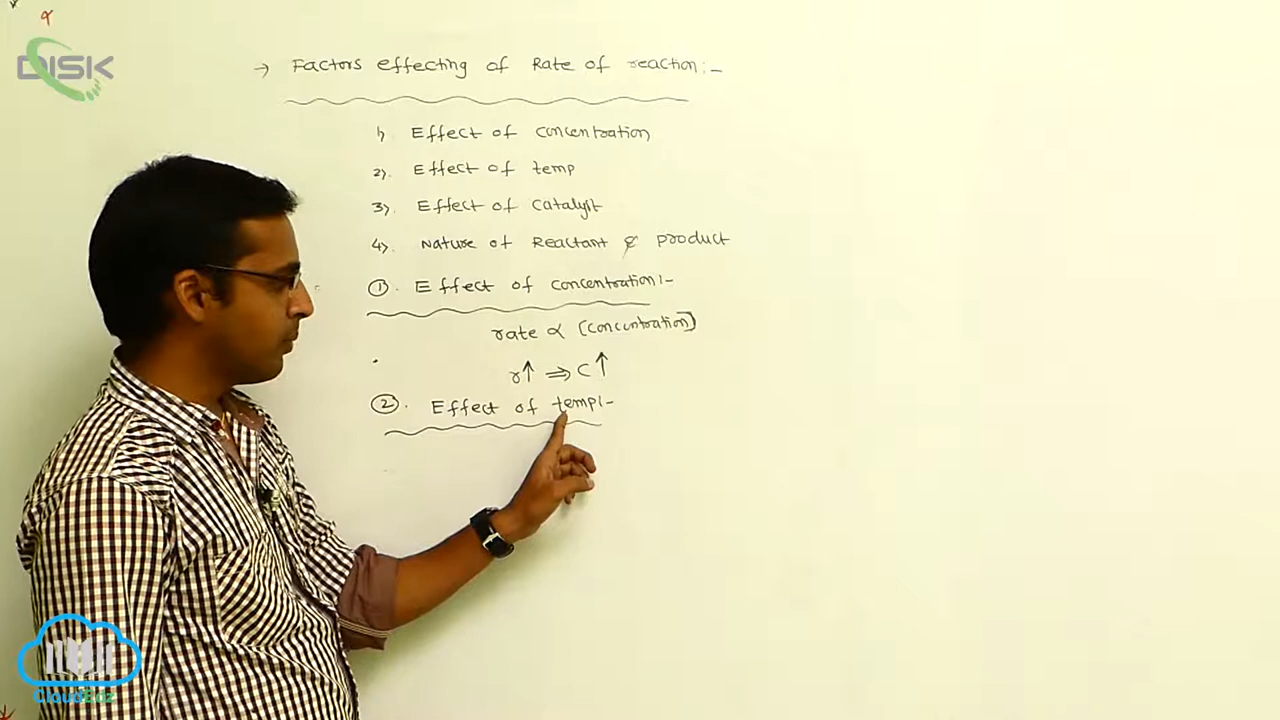 DISK
→ Factors effecting of Rate of reaction:-
1). Effect of concentration
2). Effect of temp
3). Effect of catalyst
4). Nature of Reactant & product
①. Effect of concentration:-
rate ∝ [concentration]
r↑ ⇒ C↑
②. Effect of temp:-
CloudEdz